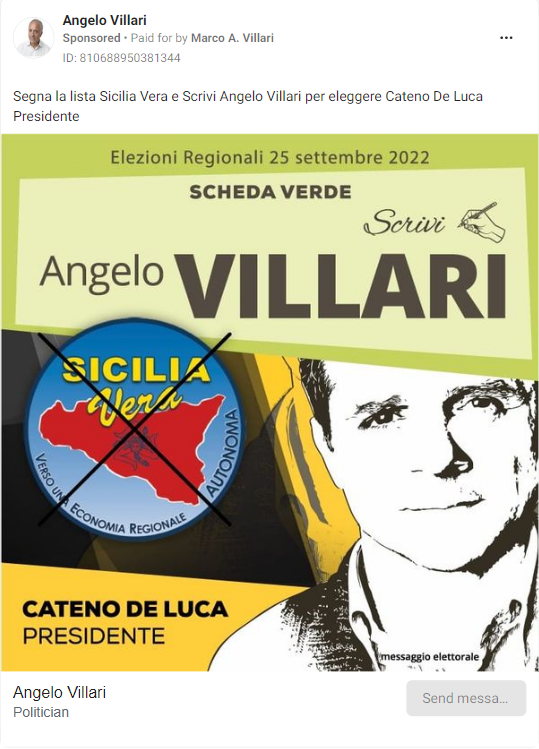 Angelo Villari
Sponsored • Paid for by Marco A. Villari
ID: 810688950381344
Segna la lista Sicilia Vera e Scrivi Angelo Villari per eleggere Cateno De Luca
Presidente
Elezioni Regionali 25 settembre 2022
SCHEDA VERDE
Scrivi
Angelo VILLARI
SICILIA
Vera
VERSO UNA ECONOMIA REGIONALE AUTONOMA
CATENO DE LUCA
PRESIDENTE
messaggio elettorale
Angelo Villari
Politician
Send messa...